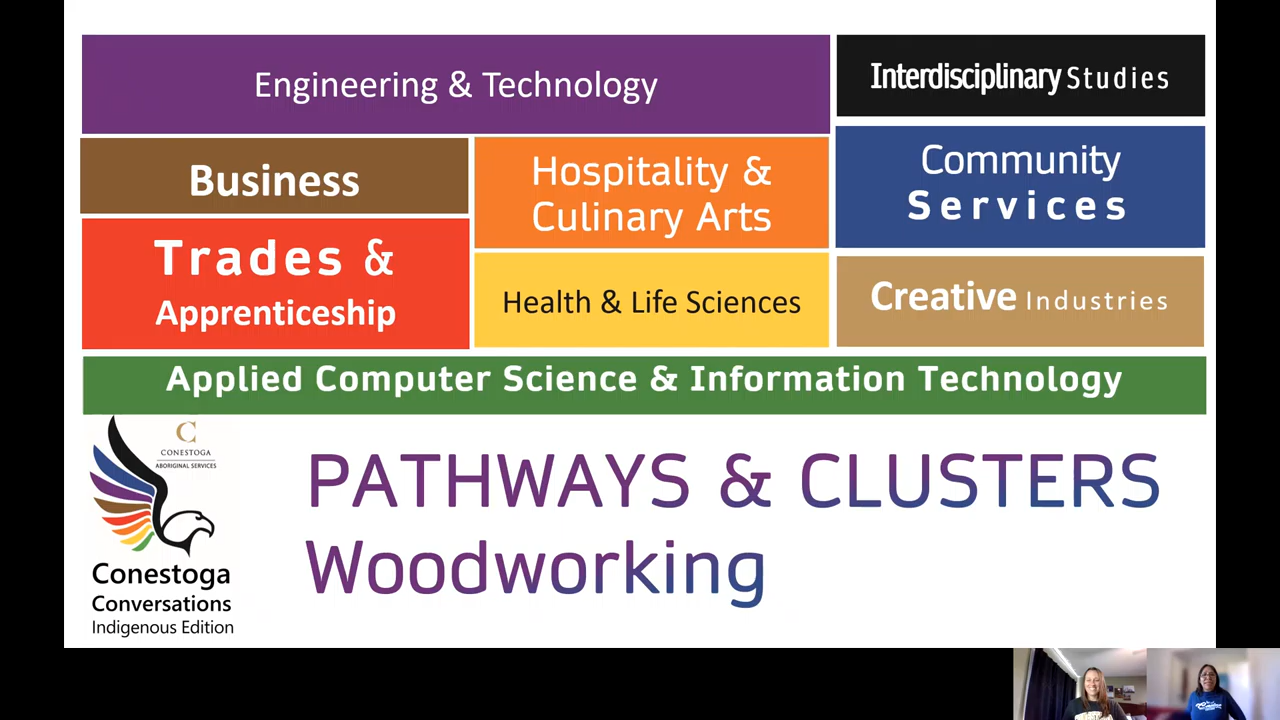 Engineering & Technology
Interdisciplinary Studies
Business
Hospitality &
Culinary Arts
Community
Services
Trades &
Apprenticeship
Health & Life Sciences
Creative Industries
Applied Computer Science & Information Technology
C
CONESTOGA
ABORIGINAL SERVICES
Conestoga
Conversations
Indigenous Edition
PATHWAYS & CLUSTERS
Woodworking